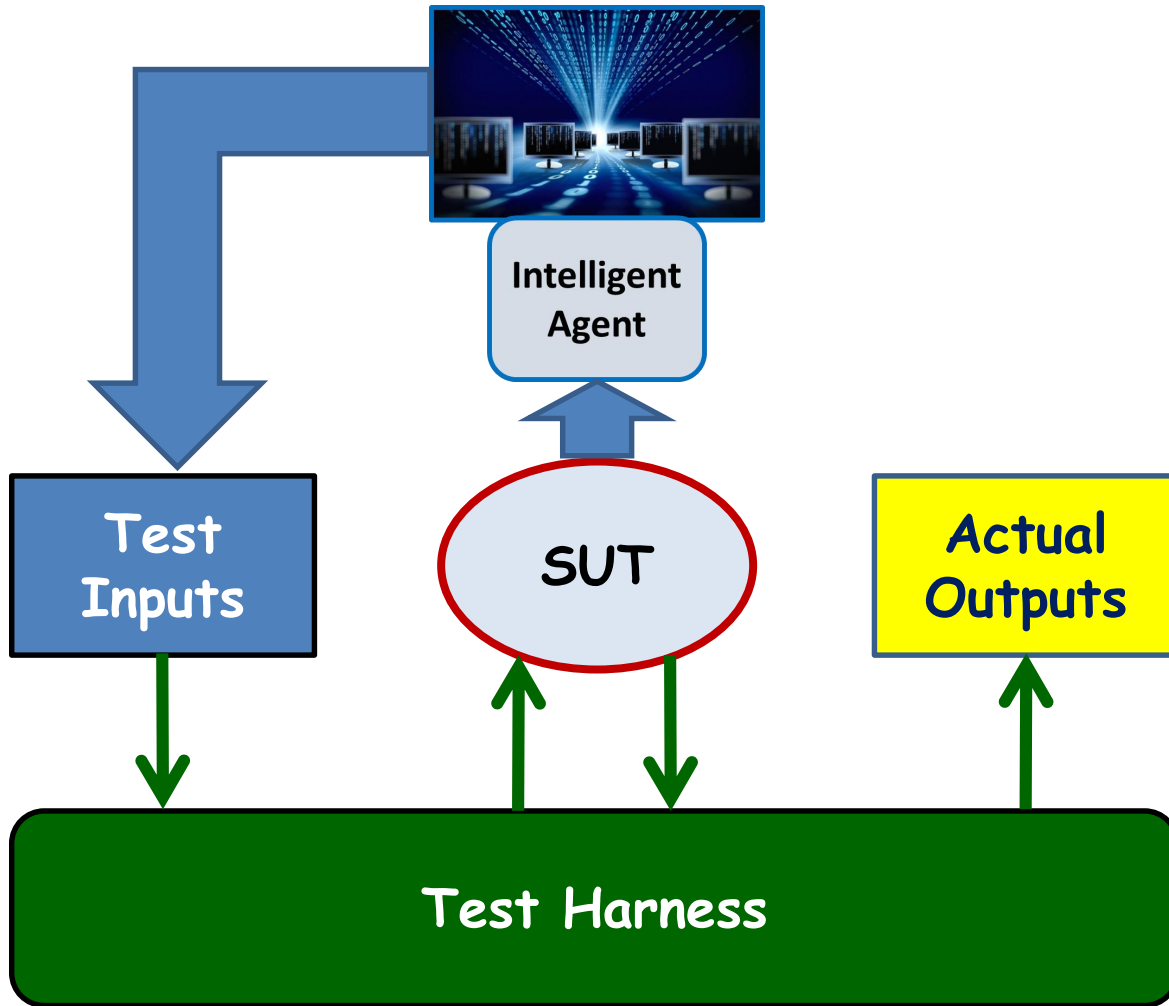 Intelligent
Agent
Test
Inputs
SUT
Actual
Outputs
Test Harness